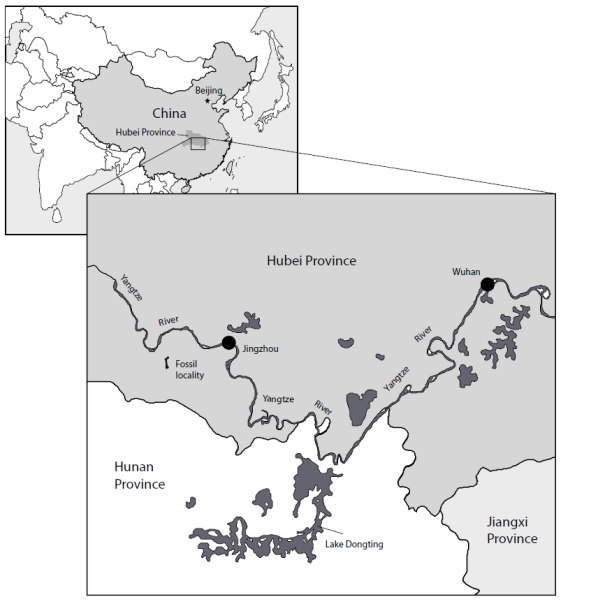 Beijing
China
Hubei Province
Hubei Province
Wuhan
Yangtze
River
River
Jingzhou
Fossil
locality
Yangtze
Yangtze
River
Hunan
Province
Jiangxi
Province
Lake Dongting